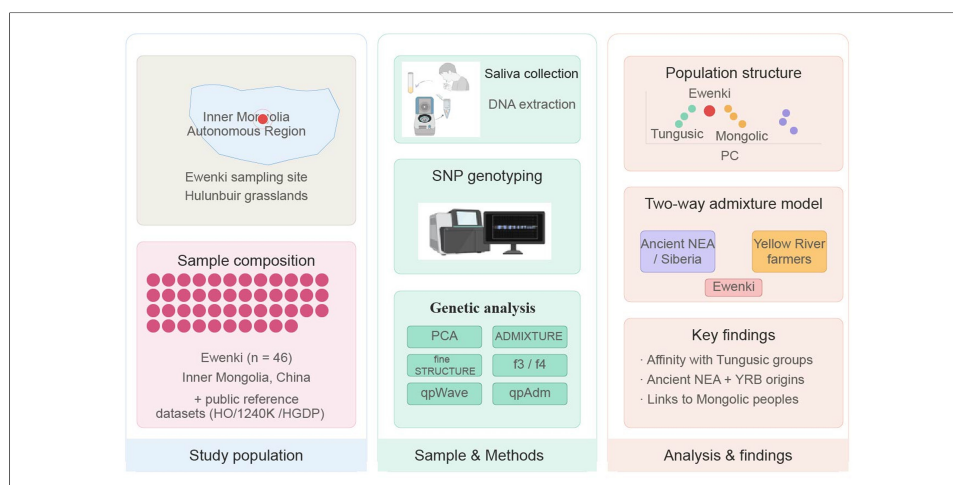 Inner Mongolia
Autonomous Region
Ewenki sampling site
Hulunbuir grasslands
Sample composition
Ewenki (n = 46)
Inner Mongolia, China
+ public reference
datasets (HO/1240K /HGDP)
Study population
Saliva collection
DNA extraction
SNP genotyping
Genetic analysis
PCA
ADMIXTURE
fine
STRUCTURE
f3 / f4
qpWave
qpAdm
Sample & Methods
Population structure
Ewenki
Tungusic
Mongolic
PC
Two-way admixture model
Ancient NEA
/ Siberia
Yellow River
farmers
Ewenki
Key findings
· Affinity with Tungusic groups
· Ancient NEA + YRB origins
· Links to Mongolic peoples
Analysis & findings